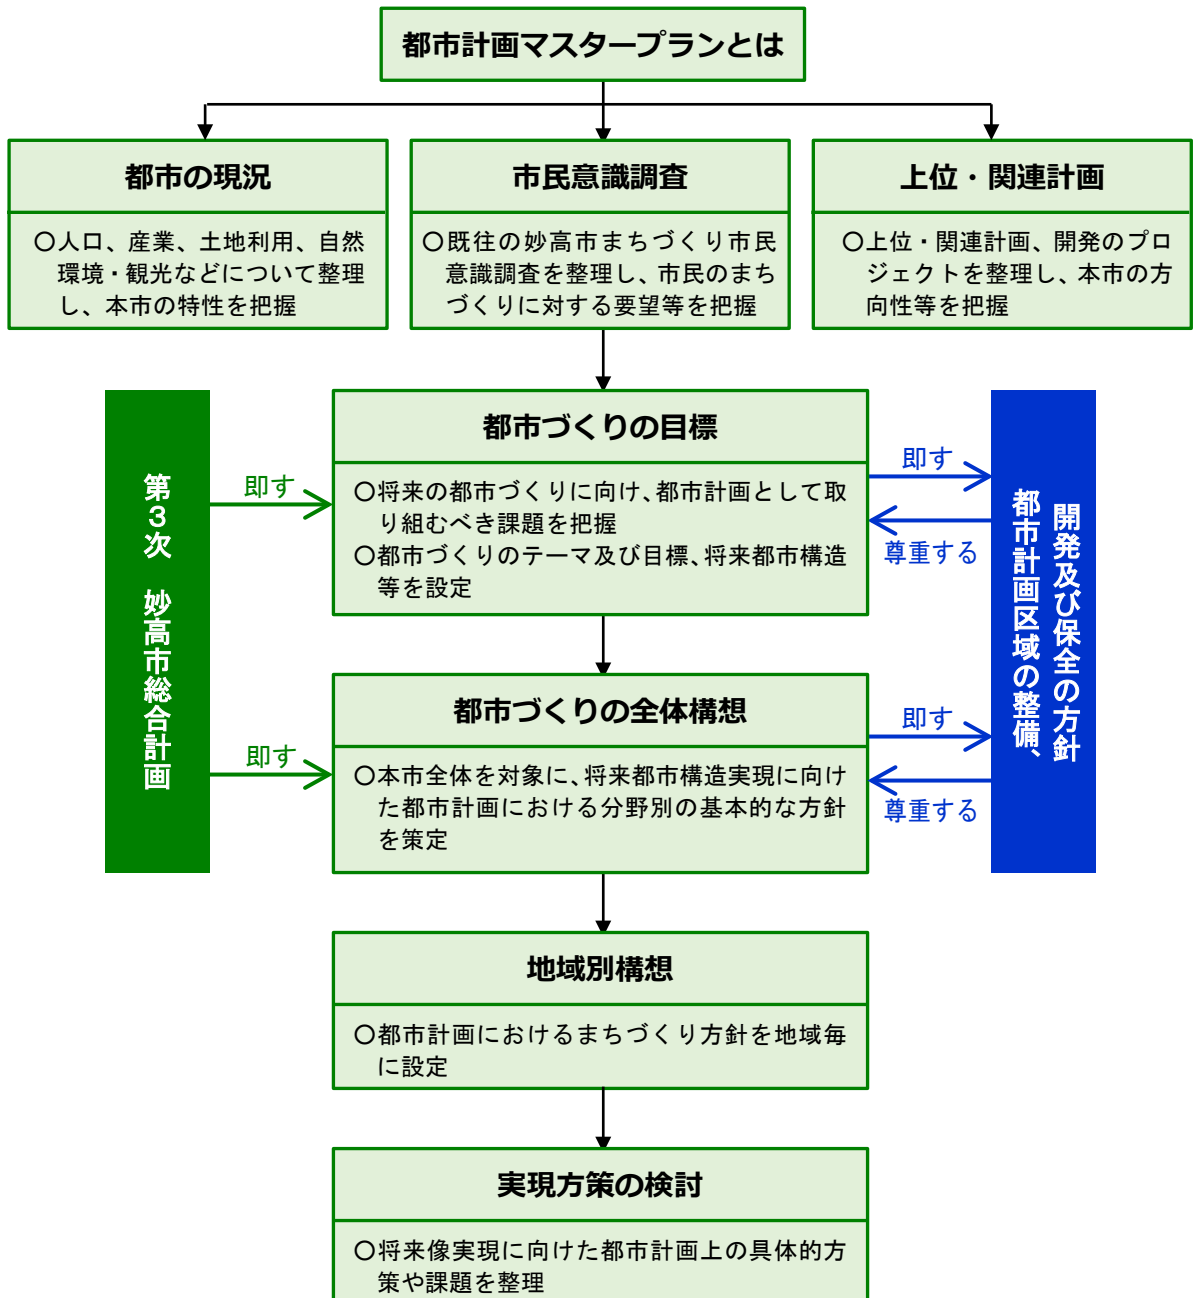 都市計画マスタープランとは
都市の現況
〇人口、産業、土地利用、自然
環境・観光などについて整理
し、本市の特性を把握
市民意識調査
〇既往の妙高市まちづくり市民
意識調査を整理し、市民のまち
づくりに対する要望等を把握
上位・関連計画
〇上位・関連計画、開発のプロ
ジェクトを整理し、本市の方
向性等を把握
第3次 妙高市総合計画
即す
即す
都市づくりの目標
〇将来の都市づくりに向け、都市計画として取
り組むべき課題を把握
〇都市づくりのテーマ及び目標、将来都市構造
等を設定
即す
尊重する
都市づくりの全体構想
〇本市全体を対象に、将来都市構造実現に向け
た都市計画における分野別の基本的な方針
を策定
即す
尊重する
都市計画区域の整備、
開発及び保全の方針
地域別構想
〇都市計画におけるまちづくり方針を地域毎
に設定
実現方策の検討
〇将来像実現に向けた都市計画上の具体的方
策や課題を整理